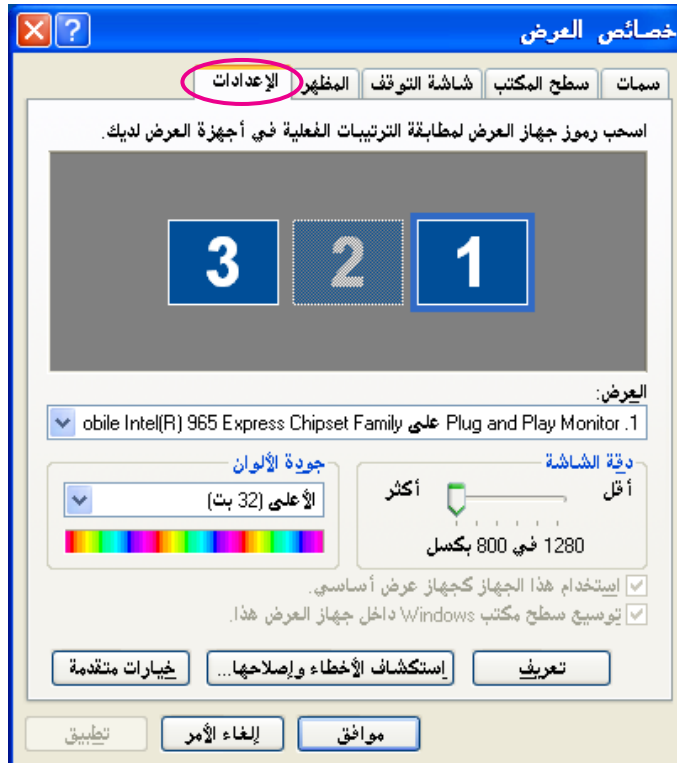 خصائص العرض
سمات
سطح المكتب
شاشة التوقف
المظهر
الإعدادات
اسحب رموز جهاز العرض لمطابقة الترتيبات الفعلية في أجهزة العرض لديك.
1
2
3
العرض:
1. Plug and Play Monitor على obile Intel(R) 965 Express Chipset Family
دقة الشاشة
أقل
أكثر
1280 في 800 بكسل
جودة الألوان
الأعلى (32 بت)
إستخدام هذا الجهاز كجهاز عرض أساسي.
توسيع سطح مكتب Windows داخل جهاز العرض هذا.
تعريف
إستكشاف الأخطاء وإصلاحها...
خيارات متقدمة
موافق
إلغاء الأمر
تطبيق